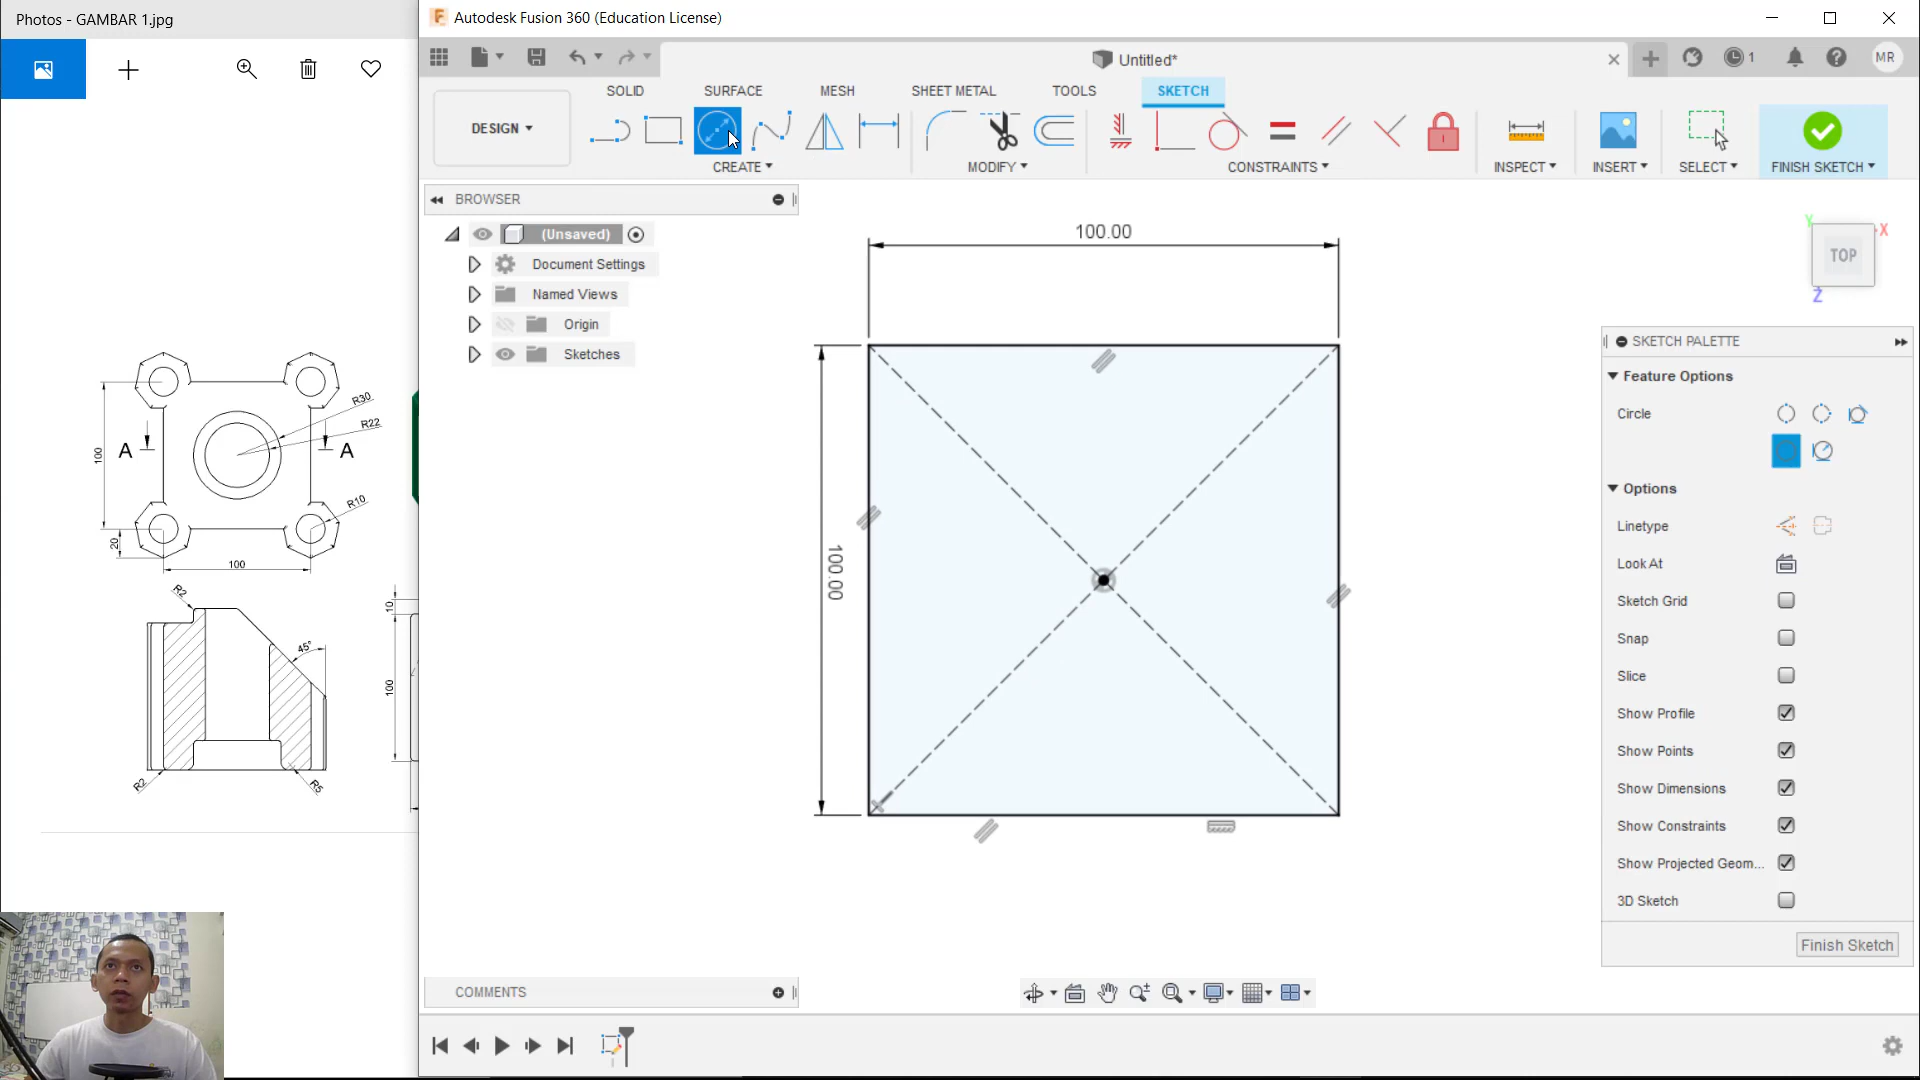 Photos - GAMBAR 1.jpg
Autodesk Fusion 360 (Education License)
Untitled*
1
MR
DESIGN
SOLID
SURFACE
MESH
SHEET METAL
TOOLS
SKETCH
CREATE
MODIFY
CONSTRAINTS
INSPECT
INSERT
SELECT
FINISH SKETCH
BROWSER
(Unsaved)
Document Settings
Named Views
Origin
Sketches
100.00
100.00
Y
X
TOP
Z
SKETCH PALETTE
Feature Options
Circle
Options
Linetype
Look At
Sketch Grid
Snap
Slice
Show Profile
Show Points
Show Dimensions
Show Constraints
Show Projected Geom...
3D Sketch
Finish Sketch
R30
R22
A
A
100
R10
20
100
R2
45°
10
100
R2
R5
COMMENTS